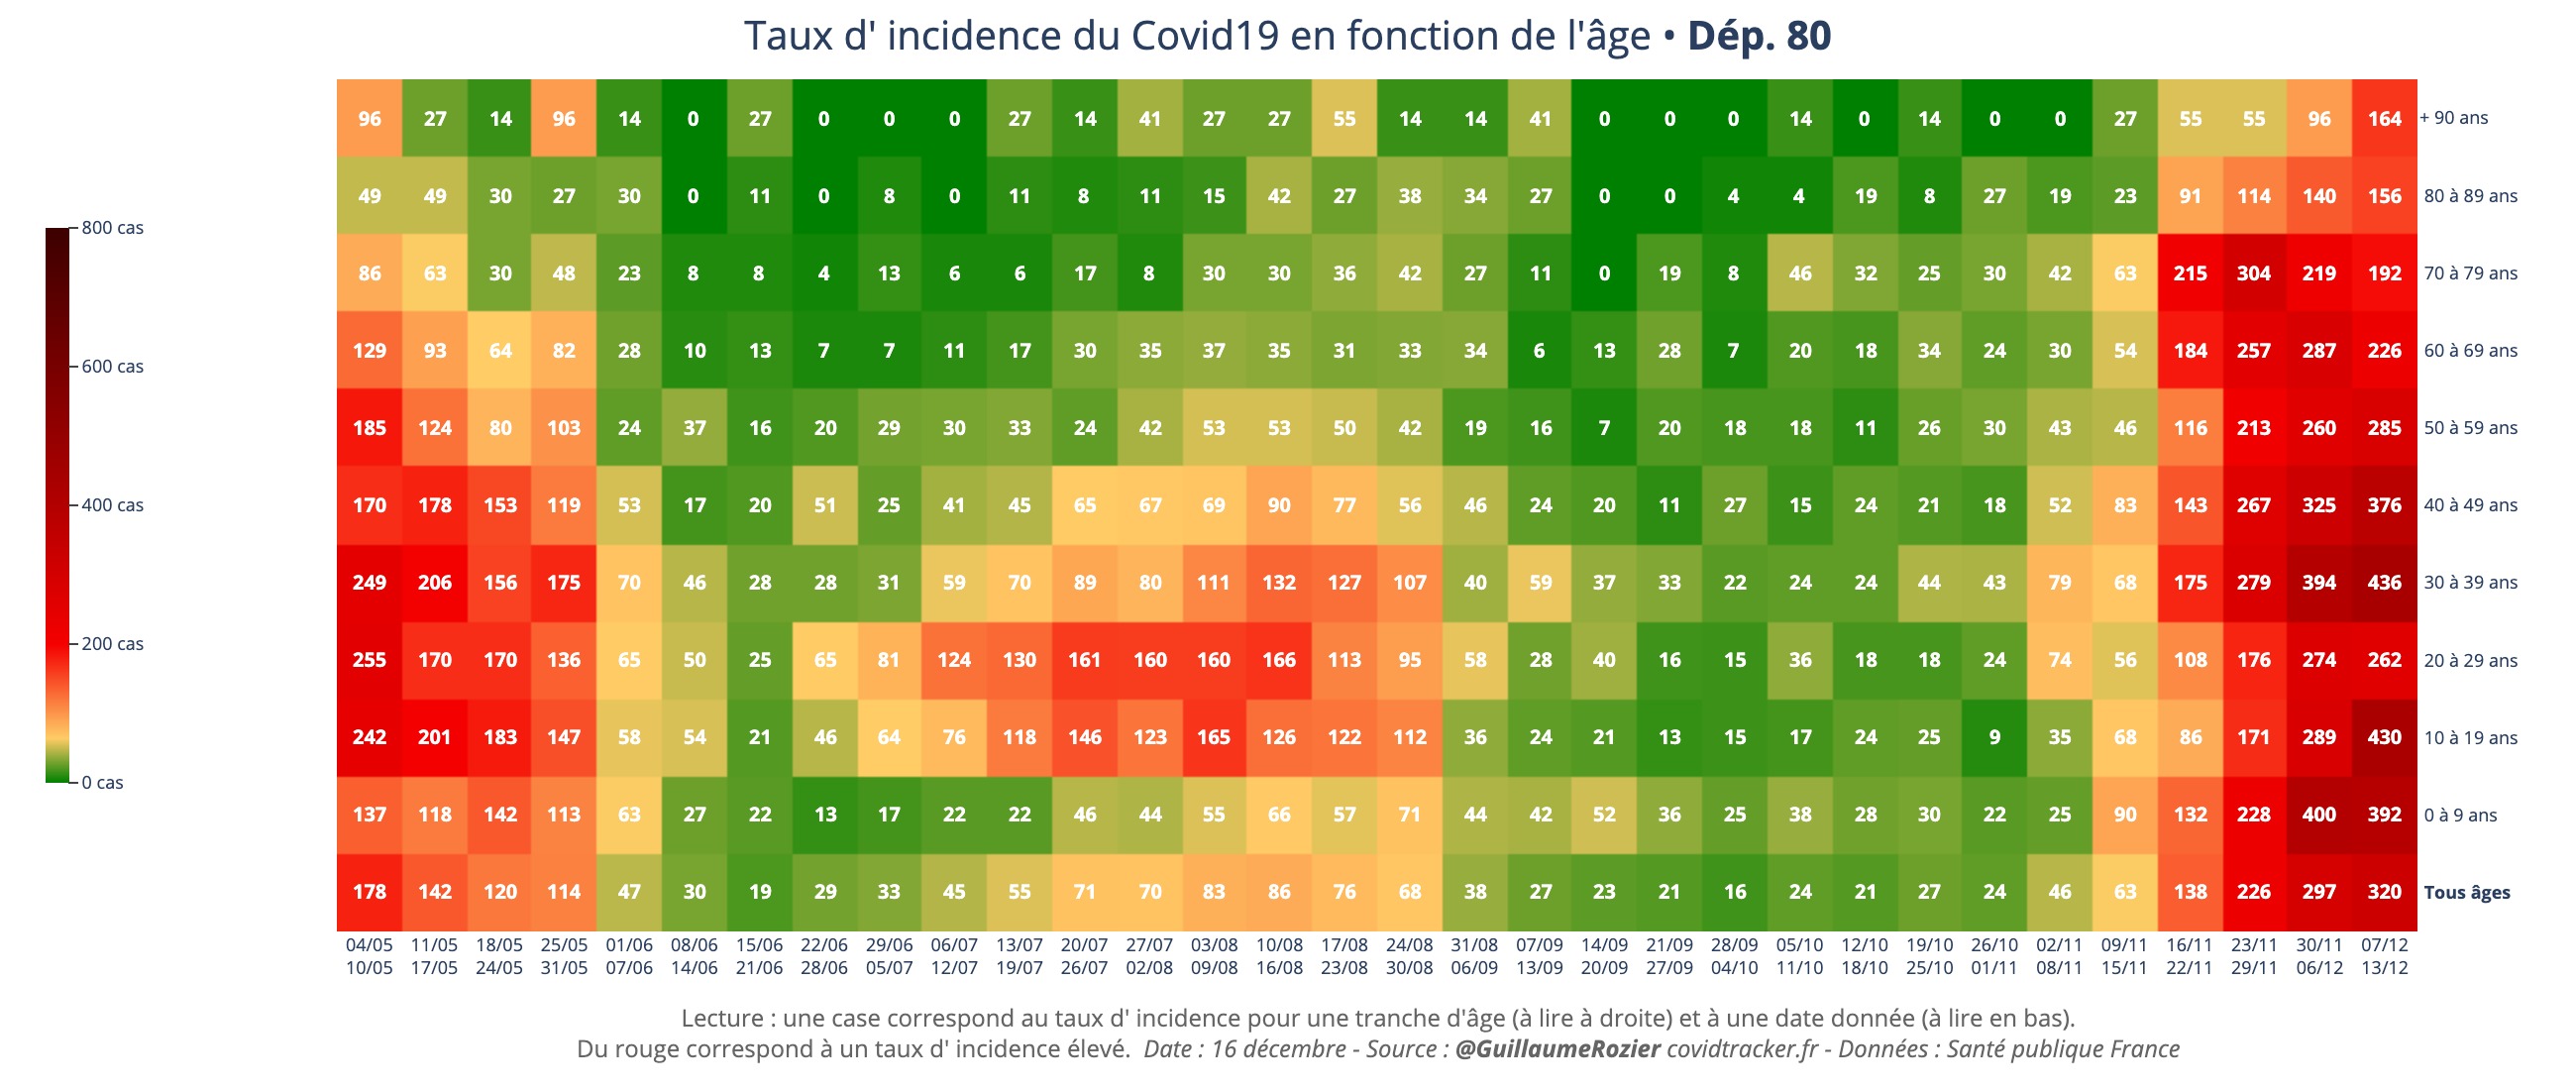 Taux d' incidence du Covid19 en fonction de l'âge • Dép. 80
800 cas
600 cas
400 cas
200 cas
0 cas
96 27 14 96 14 0 27 0 0 0 27 14 41 27 27 55 14 14 41 0 0 0 14 0 14 0 0 27 55 55 96 164 + 90 ans
49 49 30 27 30 0 11 0 8 0 11 8 11 15 42 27 38 34 27 0 0 4 4 19 8 27 19 23 91 114 140 156 80 à 89 ans
86 63 30 48 23 8 8 4 13 6 6 17 8 30 30 36 42 27 11 0 19 8 46 32 25 30 42 63 215 304 219 192 70 à 79 ans
129 93 64 82 28 10 13 7 7 11 17 30 35 37 35 31 33 34 6 13 28 7 20 18 34 24 30 54 184 257 287 226 60 à 69 ans
185 124 80 103 24 37 16 20 29 30 33 24 42 53 53 50 42 19 16 7 20 18 18 11 26 30 43 46 116 213 260 285 50 à 59 ans
170 178 153 119 53 17 20 51 25 41 45 65 67 69 90 77 56 46 24 20 11 27 15 24 21 18 52 83 143 267 325 376 40 à 49 ans
249 206 156 175 70 46 28 28 31 59 70 89 80 111 132 127 107 40 59 37 33 22 24 24 44 43 79 68 175 279 394 436 30 à 39 ans
255 170 170 136 65 50 25 65 81 124 130 161 160 160 166 113 95 58 28 40 16 15 36 18 18 24 74 56 108 176 274 262 20 à 29 ans
242 201 183 147 58 54 21 46 64 76 118 146 123 165 126 122 112 36 24 21 13 15 17 24 25 9 35 68 86 171 289 430 10 à 19 ans
137 118 142 113 63 27 22 13 17 22 22 46 44 55 66 57 71 44 42 52 36 25 38 28 30 22 25 90 132 228 400 392 0 à 9 ans
178 142 120 114 47 30 19 29 33 45 55 71 70 83 86 76 68 38 27 23 21 16 24 21 27 24 46 63 138 226 297 320 Tous âges
04/05 11/05 18/05 25/05 01/06 08/06 15/06 22/06 29/06 06/07 13/07 20/07 27/07 03/08 10/08 17/08 24/08 31/08 07/09 14/09 21/09 28/09 05/10 12/10 19/10 26/10 02/11 09/11 16/11 23/11 30/11 07/12
10/05 17/05 24/05 31/05 07/06 14/06 21/06 28/06 05/07 12/07 19/07 26/07 02/08 09/08 16/08 23/08 30/08 06/09 13/09 20/09 27/09 04/10 11/10 18/10 25/10 01/11 08/11 15/11 22/11 29/11 06/12 13/12
Lecture : une case correspond au taux d' incidence pour une tranche d'âge (à lire à droite) et à une date donnée (à lire en bas).
Du rouge correspond à un taux d' incidence élevé. Date : 16 décembre - Source : @GuillaumeRozier covidtracker.fr - Données : Santé publique France